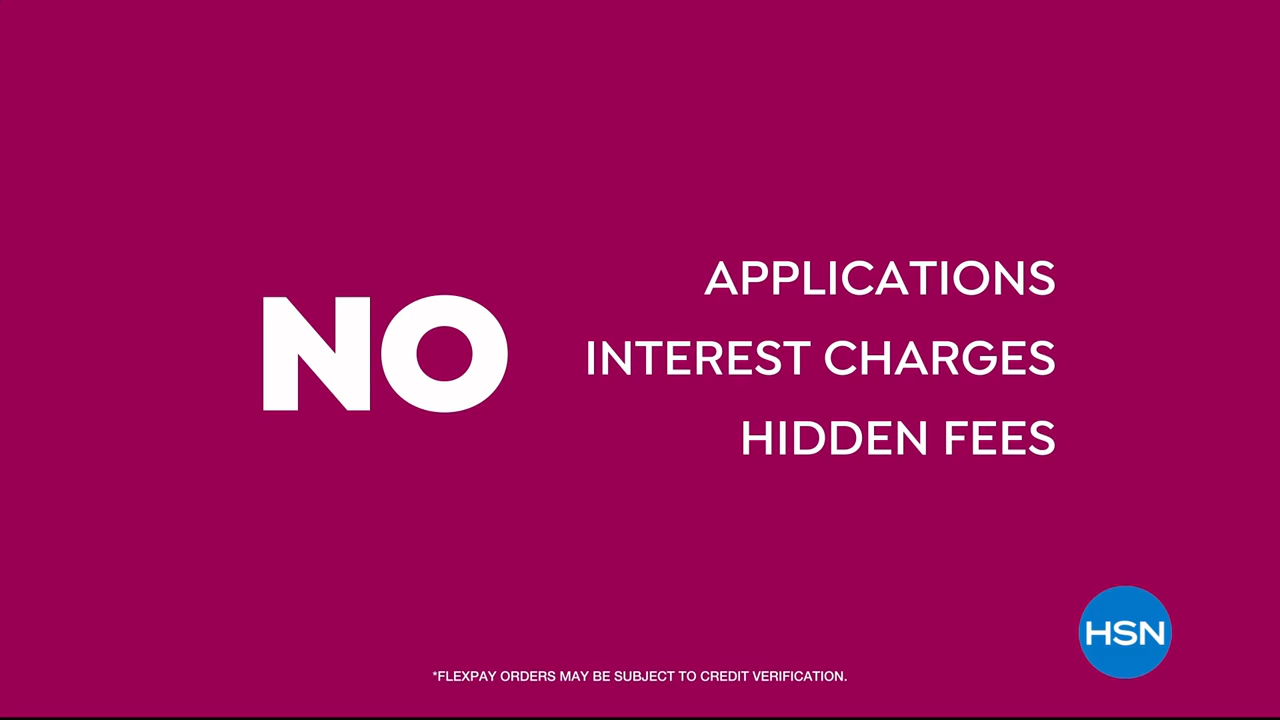 NO
APPLICATIONS
INTEREST CHARGES
HIDDEN FEES
HSN
*FLEXPAY ORDERS MAY BE SUBJECT TO CREDIT VERIFICATION.